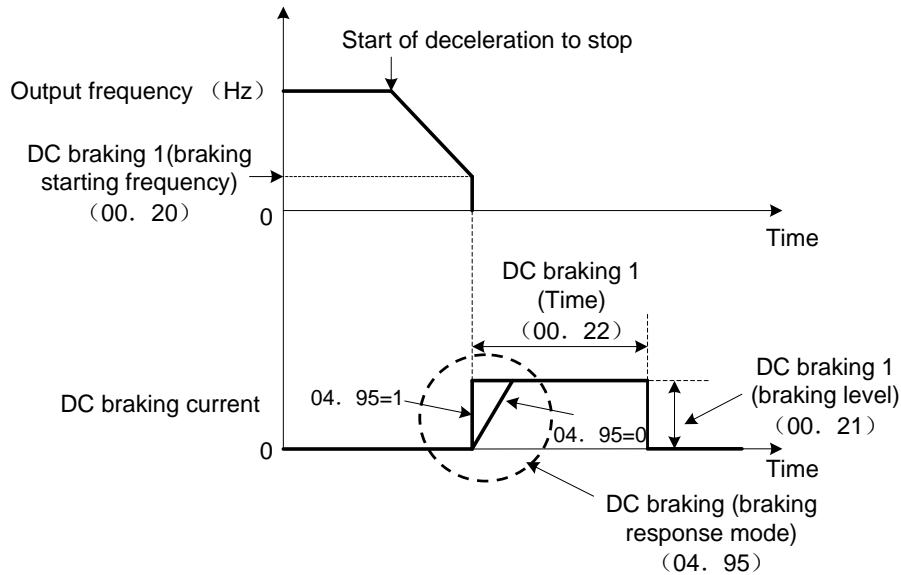 Start of deceleration to stop
Output frequency （Hz）
DC braking 1(braking
starting frequency)
（00．20）
0
Time
DC braking 1
(Time)
（00．22）
DC braking current
04．95=1
04．95=0
DC braking 1
(braking level)
（00．21）
0
Time
DC braking (braking
response mode)
（04．95）